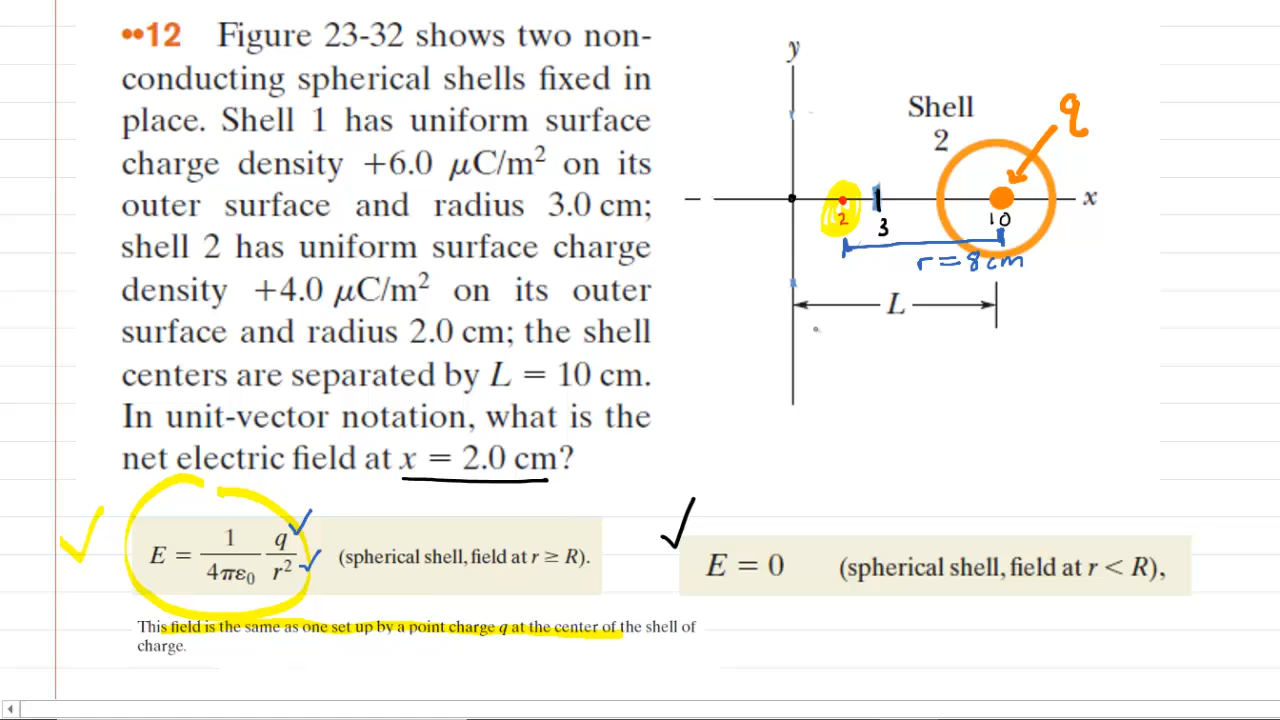 ••12 Figure 23-32 shows two non-
conducting spherical shells fixed in
place. Shell 1 has uniform surface
charge density +6.0 μC/m² on its
outer surface and radius 3.0 cm;
shell 2 has uniform surface charge
density +4.0 μC/m² on its outer
surface and radius 2.0 cm; the shell
centers are separated by L = 10 cm.
In unit-vector notation, what is the
net electric field at x = 2.0 cm?
y
Shell
2
q
x
2
3
10
r = 8 cm
L
E = 1/4πε₀ q/r² (spherical shell, field at r ≥ R).
This field is the same as one set up by a point charge q at the center of the shell of
charge.
E = 0 (spherical shell, field at r < R),